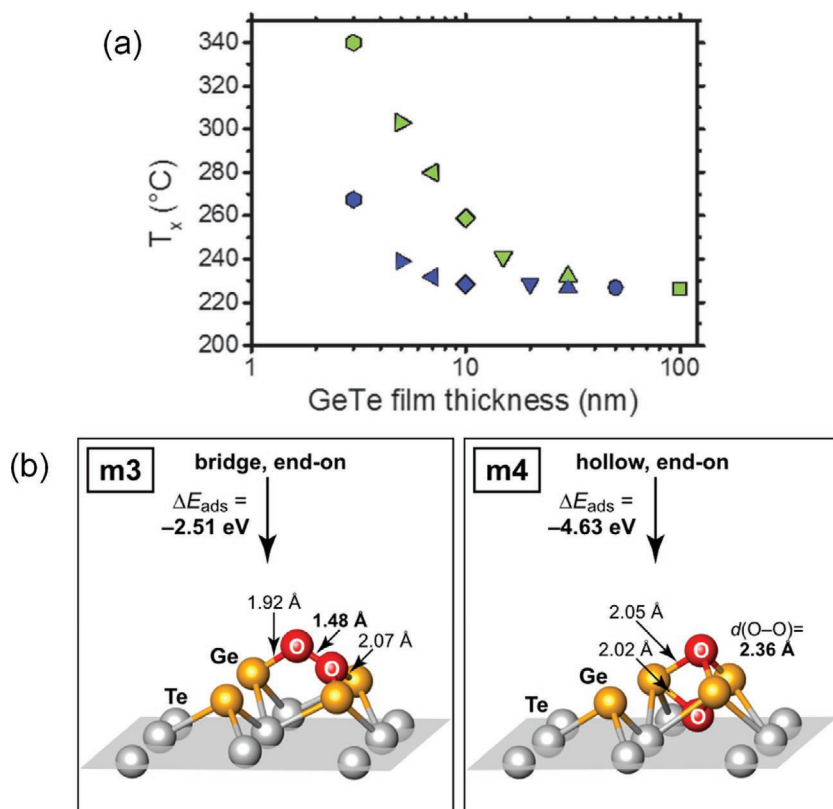 (a)
340
320
300
280
260
240
220
200
Tₓ (°C)
1
10
100
GeTe film thickness (nm)
(b)
m3
bridge, end-on
ΔE_ads =
–2.51 eV
1.92 Å
1.48 Å
2.07 Å
O
O
Ge
Te
m4
hollow, end-on
ΔE_ads =
–4.63 eV
2.05 Å
2.02 Å
d(O–O)=
2.36 Å
O
O
Ge
Te